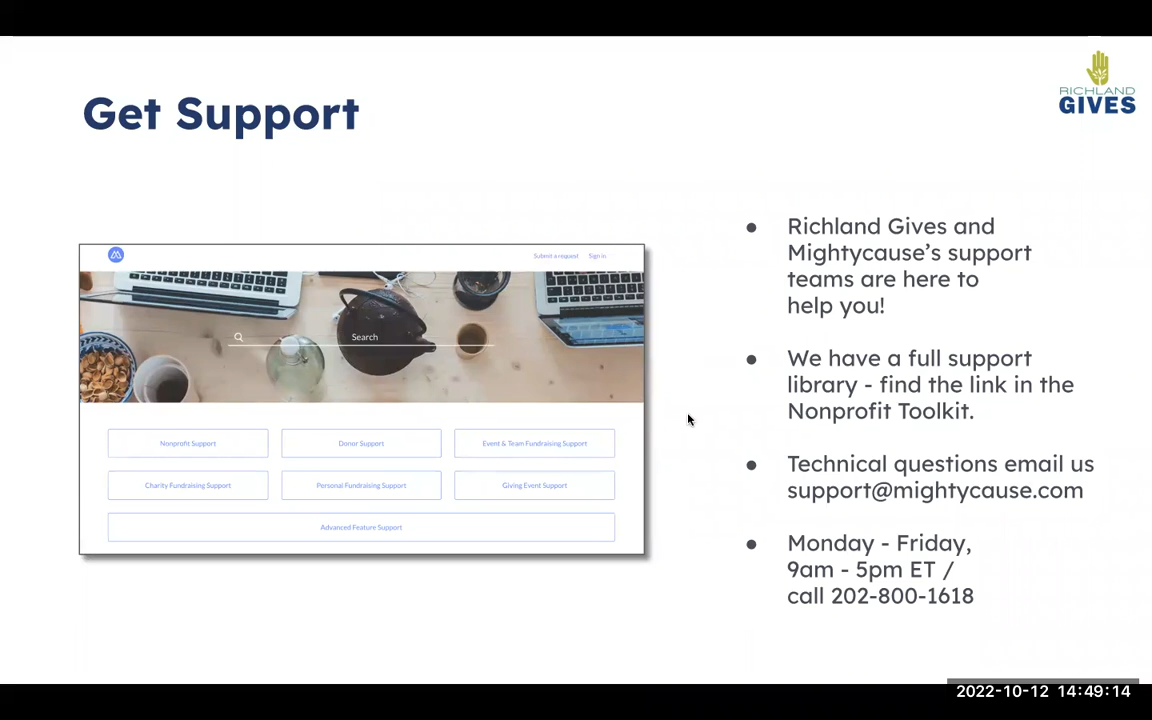 RICHLAND
GIVES
Get Support
Submit a request Sign in
Search
Nonprofit Support Donor Support Event & Team Fundraising Support
Charity Fundraising Support Personal Fundraising Support Giving Event Support
Advanced Feature Support
● Richland Gives and
Mightycause’s support
teams are here to
help you!
● We have a full support
library - find the link in the
Nonprofit Toolkit.
● Technical questions email us
support@mightycause.com
● Monday - Friday,
9am - 5pm ET /
call 202-800-1618
2022-10-12 14:49:14